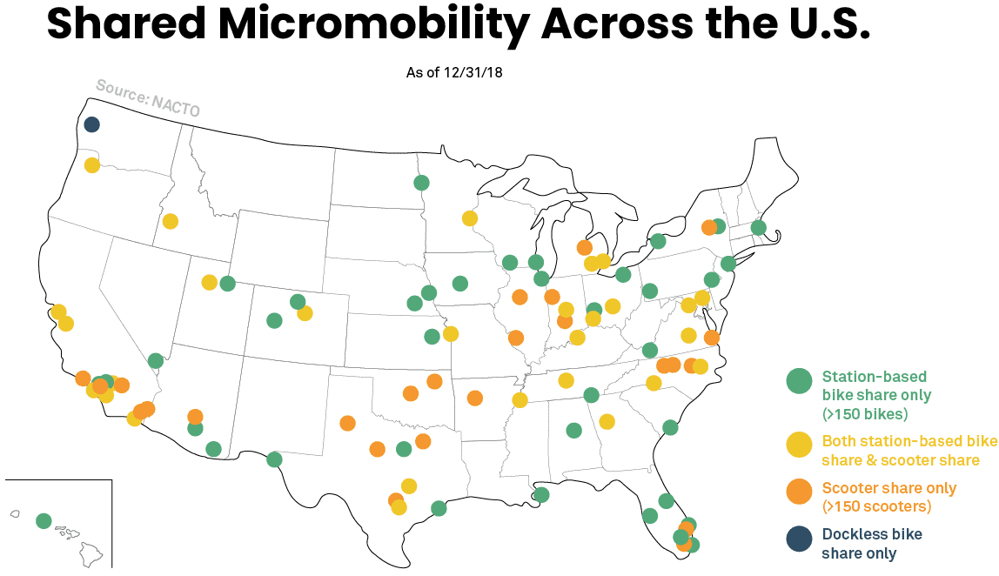 Shared Micromobility Across the U.S.
As of 12/31/18
Source: NACTO
Station-based
bike share only
(>150 bikes)
Both station-based bike
share & scooter share
Scooter share only
(>150 scooters)
Dockless bike
share only